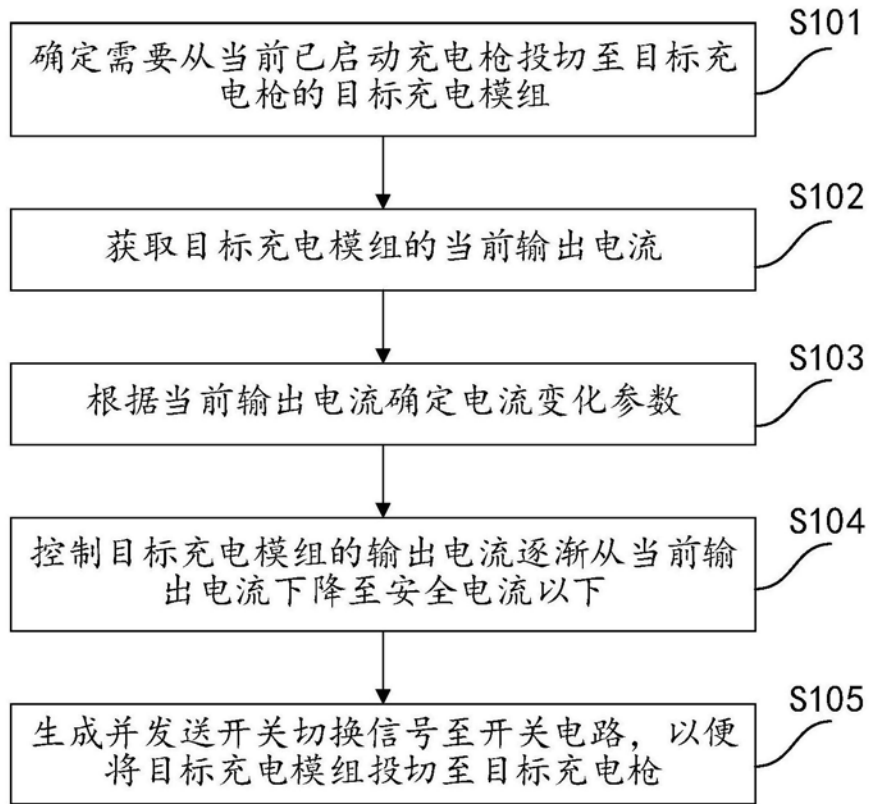 S101
确定需要从当前已启动充电枪投切至目标充
电枪的目标充电模组
S102
获取目标充电模组的当前输出电流
S103
根据当前输出电流确定电流变化参数
S104
控制目标充电模组的输出电流逐渐从当前输
出电流下降至安全电流以下
S105
生成并发送开关切换信号至开关电路，以便
将目标充电模组投切至目标充电枪